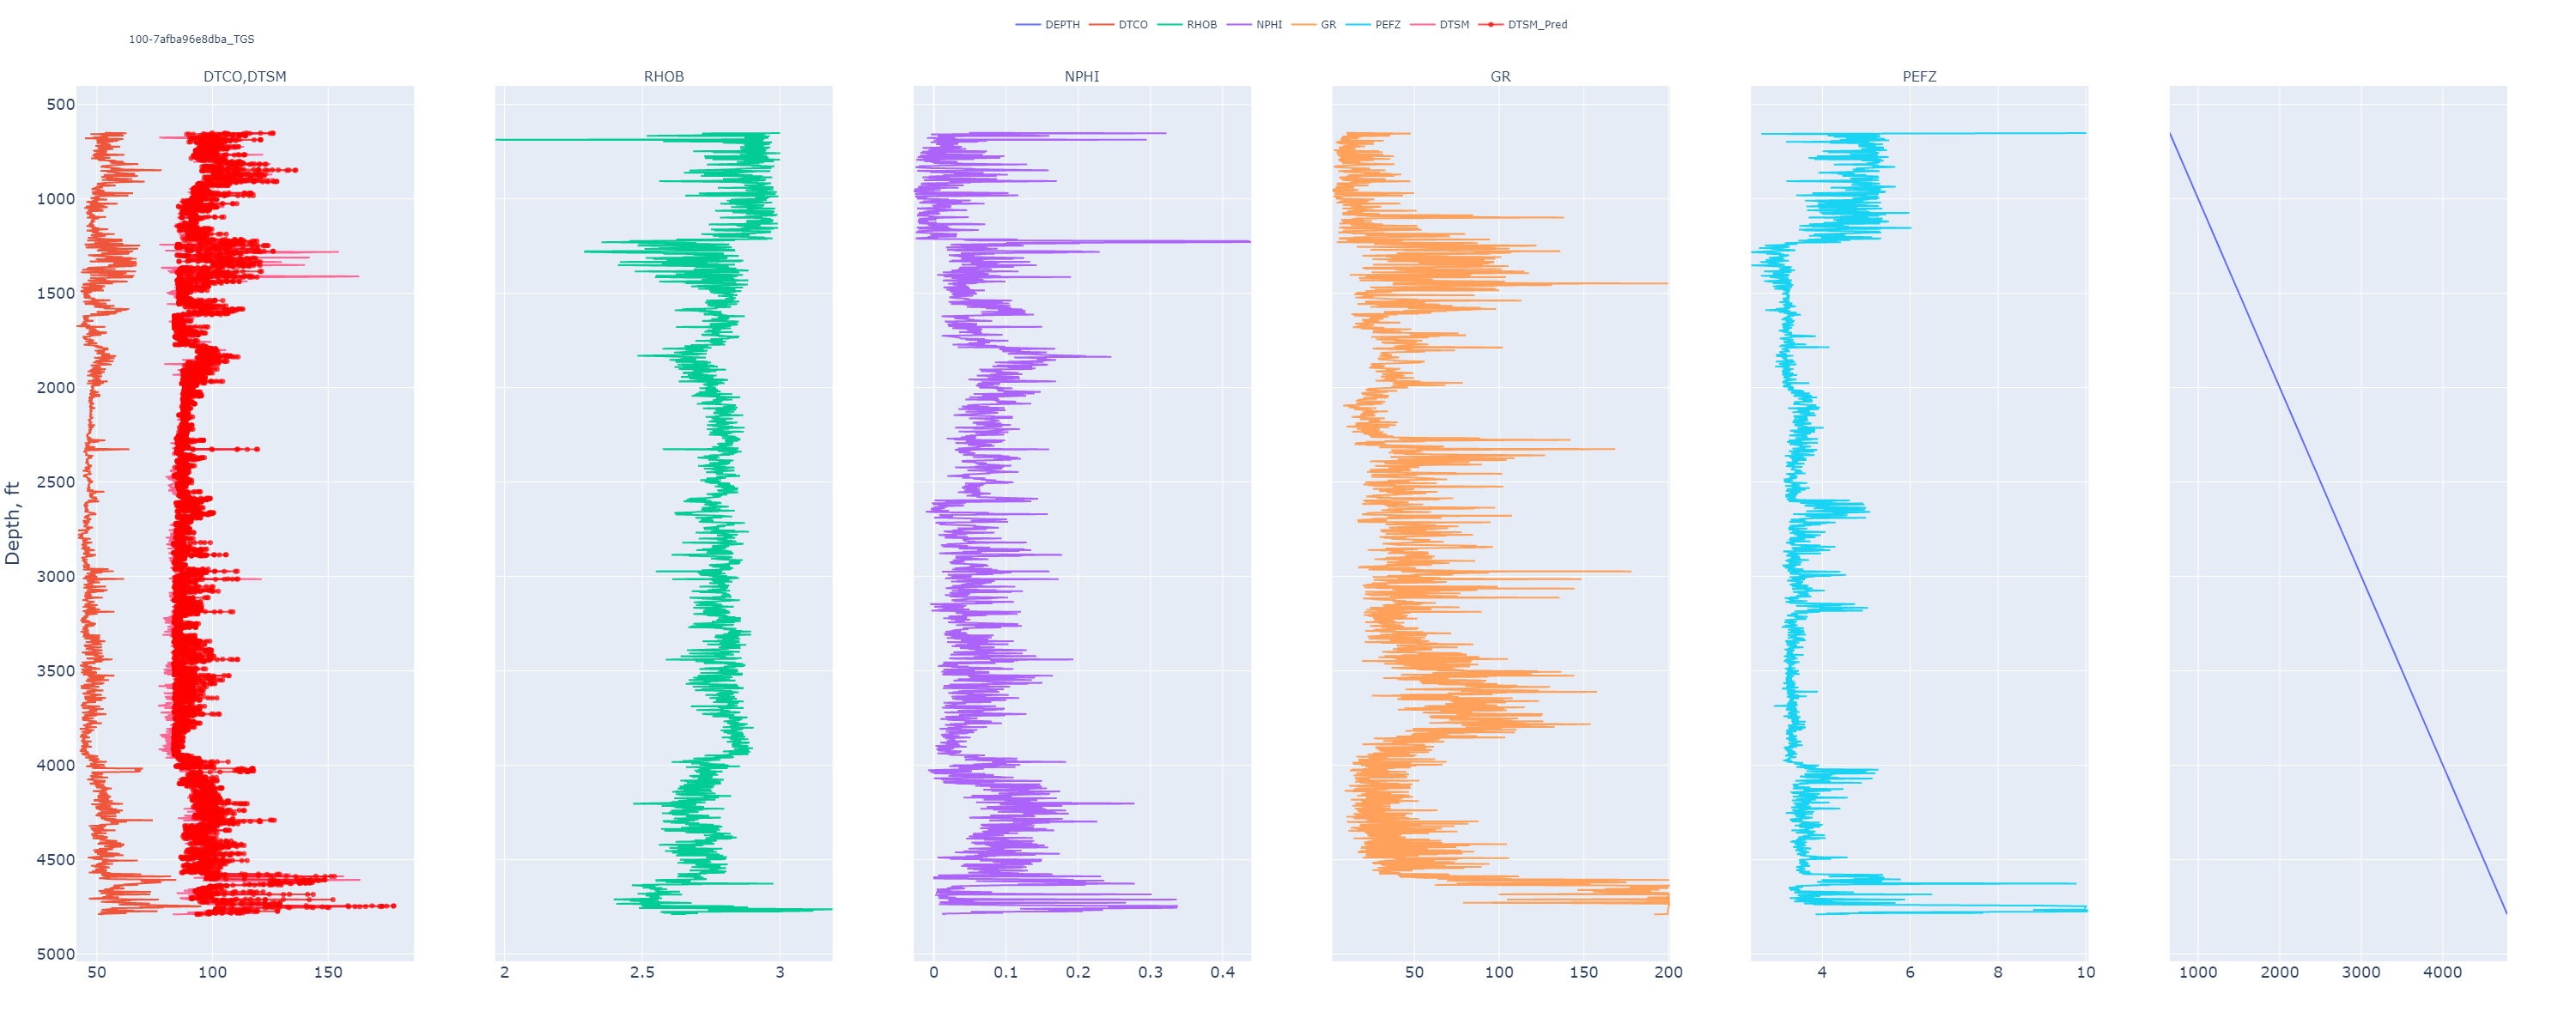 DEPTH DTCO RHOB NPHI GR PEFZ DTSM DTSM_Pred
100-7afba96e8dba_TGS
DTCO,DTSM RHOB NPHI GR PEFZ
Depth, ft
500
1000
1500
2000
2500
3000
3500
4000
4500
5000
50 100 150 2 2.5 3 0 0.1 0.2 0.3 0.4 50 100 150 200 4 6 8 10 1000 2000 3000 4000